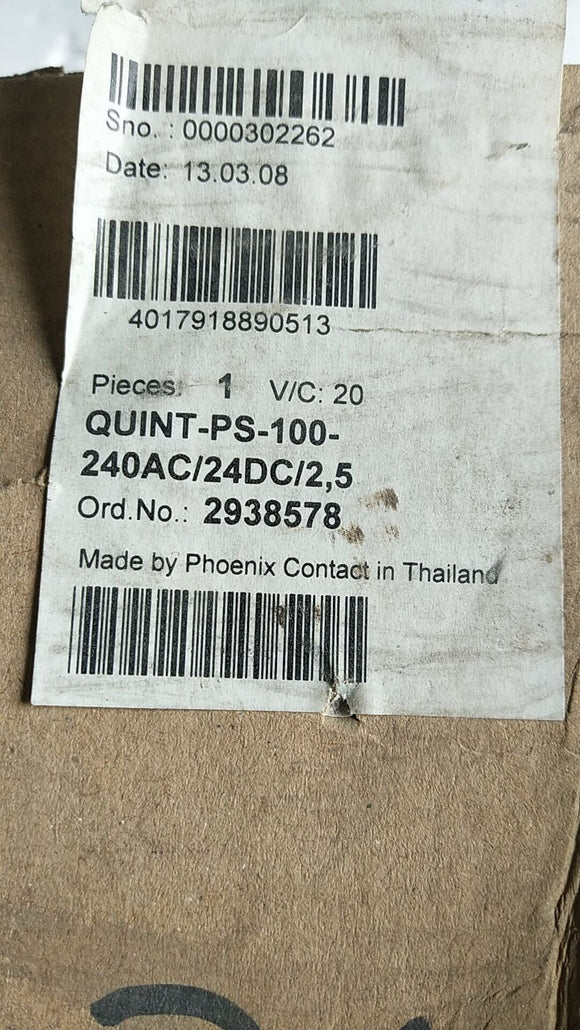 Sno. : 0000302262
Date: 13.03.08
4017918890513
Pieces: 1 V/C: 20
QUINT-PS-100-
240AC/24DC/2,5
Ord.No.: 2938578
Made by Phoenix Contact in Thailand